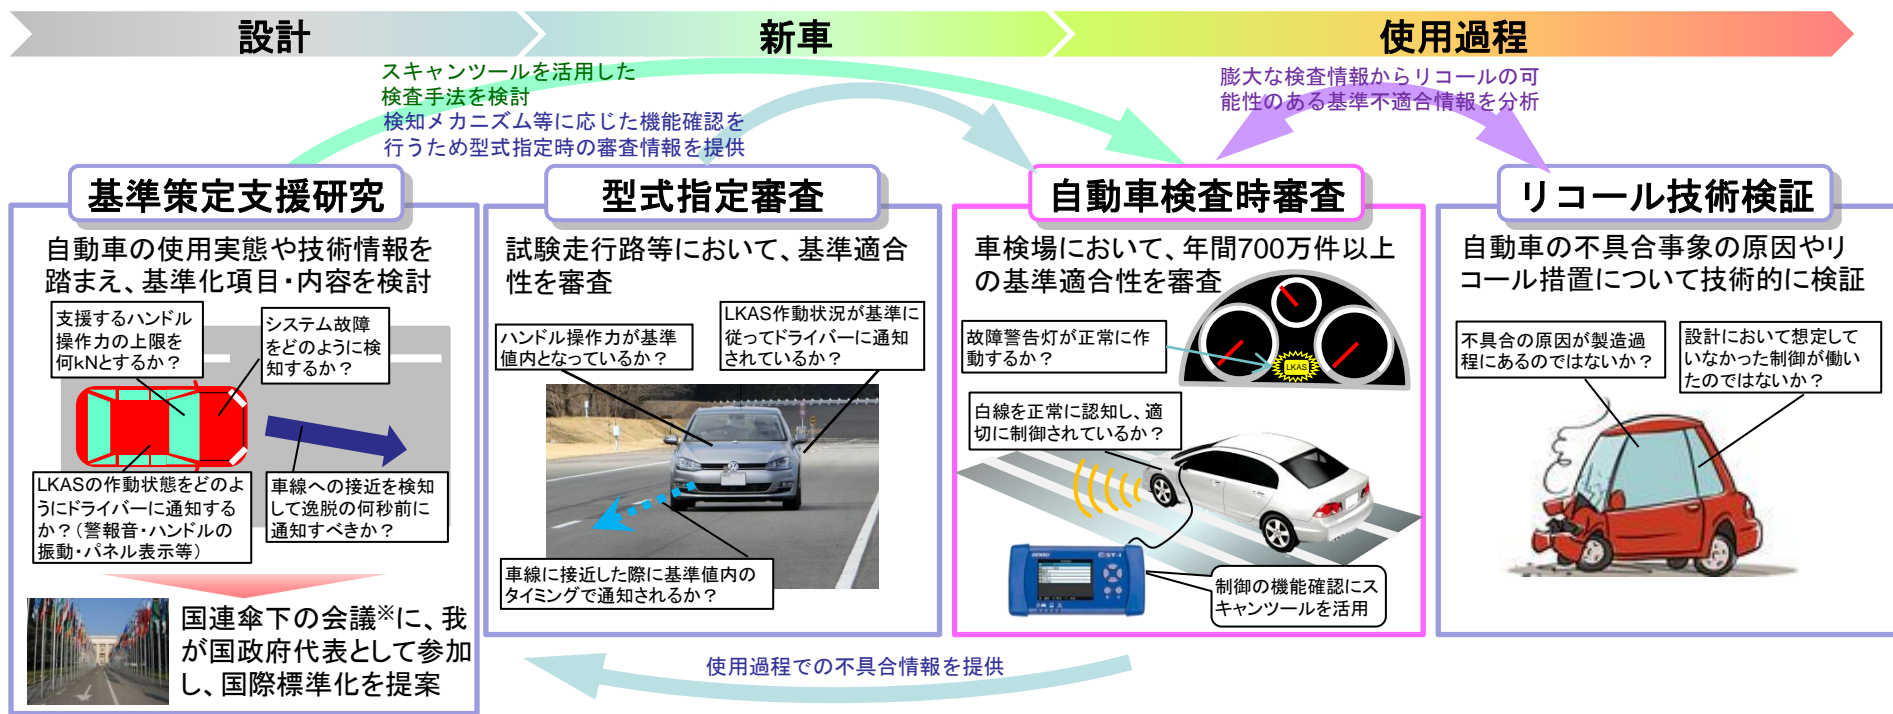 設計
新車
使用過程
スキャンツールを活用した
検査手法を検討
検知メカニズム等に応じた機能確認を
行うため型式指定時の審査情報を提供
膨大な検査情報からリコールの可
能性のある基準不適合情報を分析
基準策定支援研究
自動車の使用実態や技術情報を
踏まえ、基準化項目・内容を検討
支援するハンドル
操作力の上限を
何kNとするか？
システム故障
をどのように検
知するか？
LKASの作動状態をどのよ
うにドライバーに通知する
か？（警報音・ハンドルの
振動・パネル表示等）
車線への接近を検知
して逸脱の何秒前に
通知すべきか？
国連傘下の会議※に、我
が国政府代表として参加
し、国際標準化を提案
型式指定審査
試験走行路等において、基準適合
性を審査
ハンドル操作力が基準
値内となっているか？
LKAS作動状況が基準に
従ってドライバーに通知
されているか？
車線に接近した際に基準値内の
タイミングで通知されるか？
自動車検査時審査
車検場において、年間700万件以上
の基準適合性を審査
故障警告灯が正常に作
動するか？
LKAS
白線を正常に認知し、適
切に制御されているか？
DENSO
DST-i
制御の機能確認にス
キャンツールを活用
リコール技術検証
自動車の不具合事象の原因やリ
コール措置について技術的に検証
不具合の原因が製造過
程にあるのではないか？
設計において想定して
いなかった制御が働い
たのではないか？
使用過程での不具合情報を提供